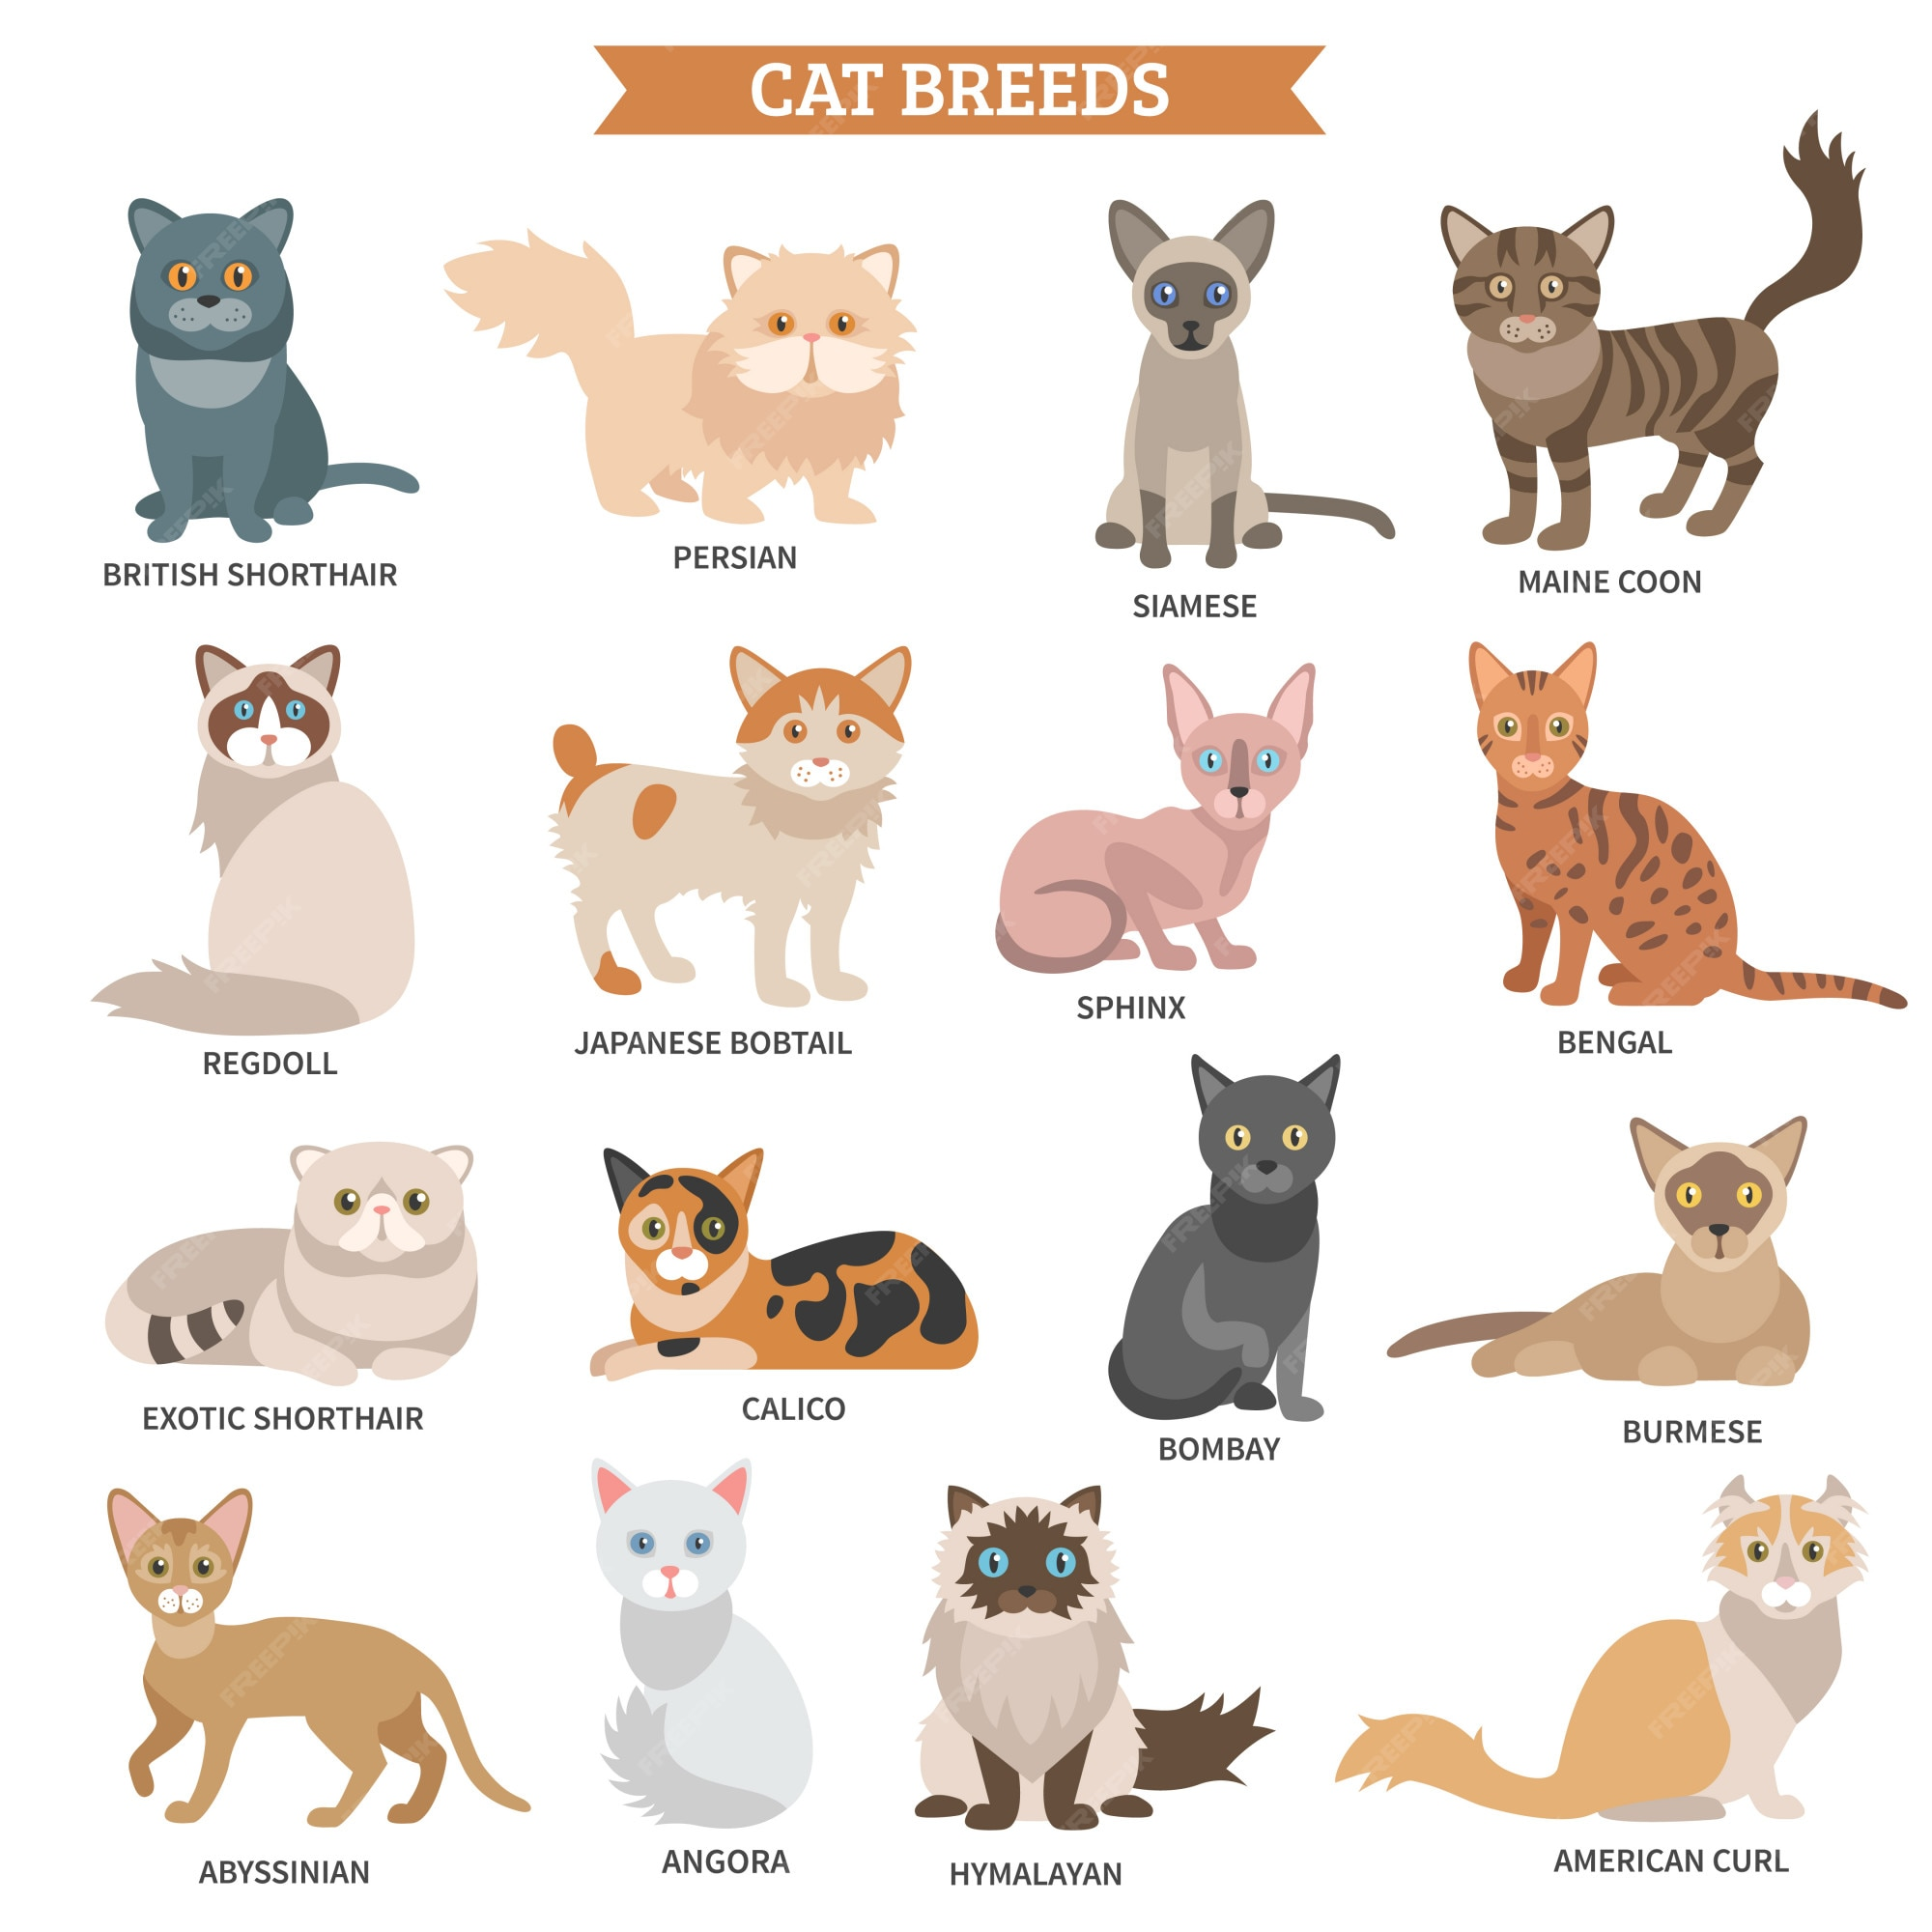 CAT BREEDS
BRITISH SHORTHAIR
PERSIAN
SIAMESE
MAINE COON
REGDOLL
JAPANESE BOBTAIL
SPHINX
BENGAL
EXOTIC SHORTHAIR
CALICO
BOMBAY
BURMESE
ABYSSINIAN
ANGORA
HYMALAYAN
AMERICAN CURL
FREEPIK